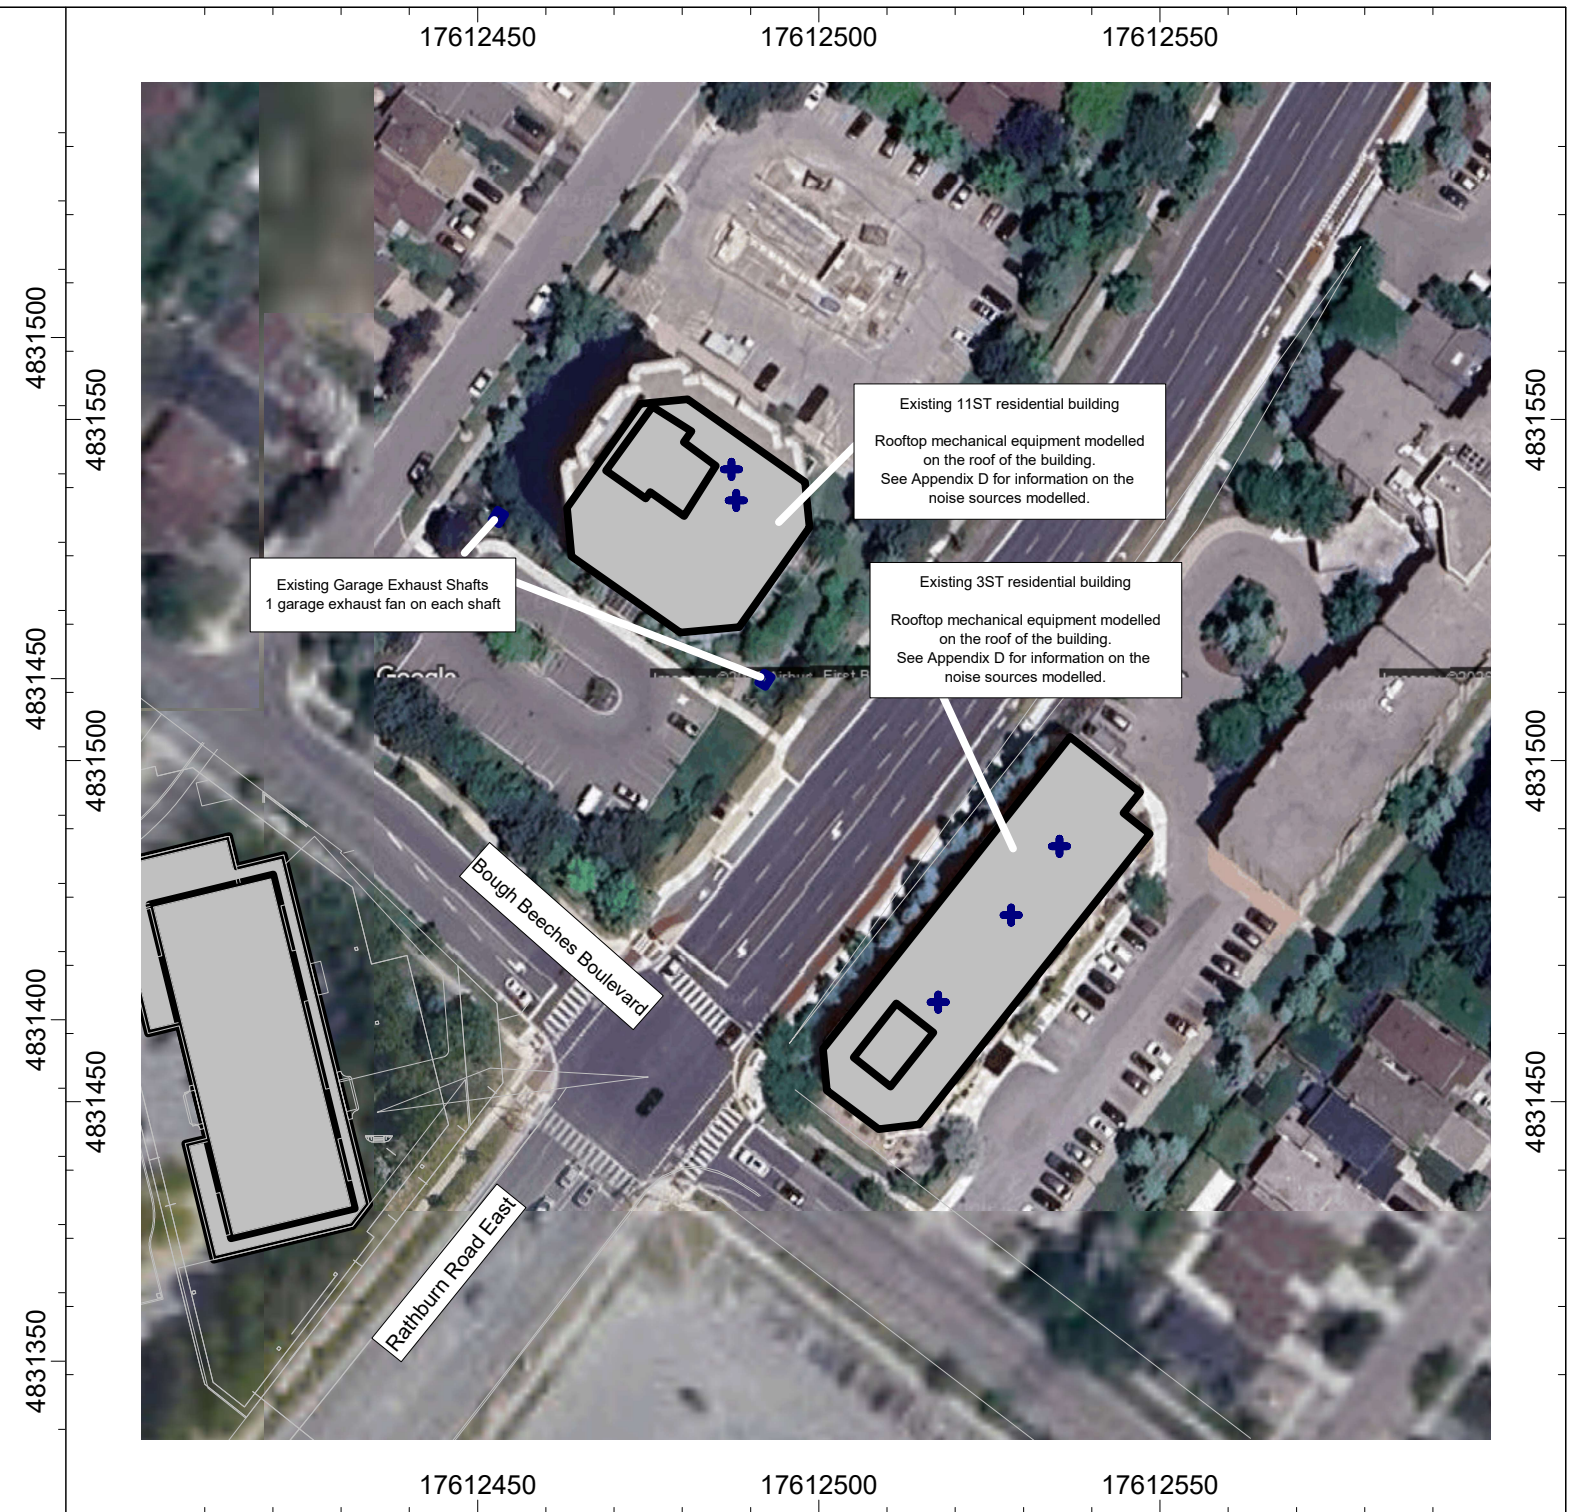 17612450
17612500
17612550
4831500
4831550
4831550
Existing 11ST residential building
Rooftop mechanical equipment modelled
on the roof of the building.
See Appendix D for information on the
noise sources modelled.
Existing Garage Exhaust Shafts
1 garage exhaust fan on each shaft
Existing 3ST residential building
Rooftop mechanical equipment modelled
on the roof of the building.
See Appendix D for information on the
noise sources modelled.
4831450
Google
4831500
4831500
Bough Beeches Boulevard
4831400
4831450
4831450
Rathburn Road East
4831350
17612450
17612500
17612550